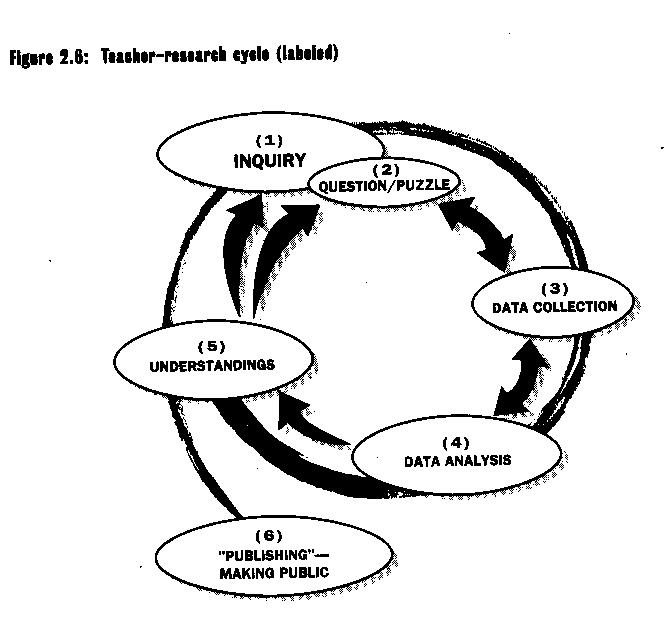 Figure 2.6: Teacher-research cycle (labeled)
(1)
INQUIRY
(2)
QUESTION/PUZZLE
(3)
DATA COLLECTION
(4)
DATA ANALYSIS
(5)
UNDERSTANDINGS
(6)
"PUBLISHING"—
MAKING PUBLIC